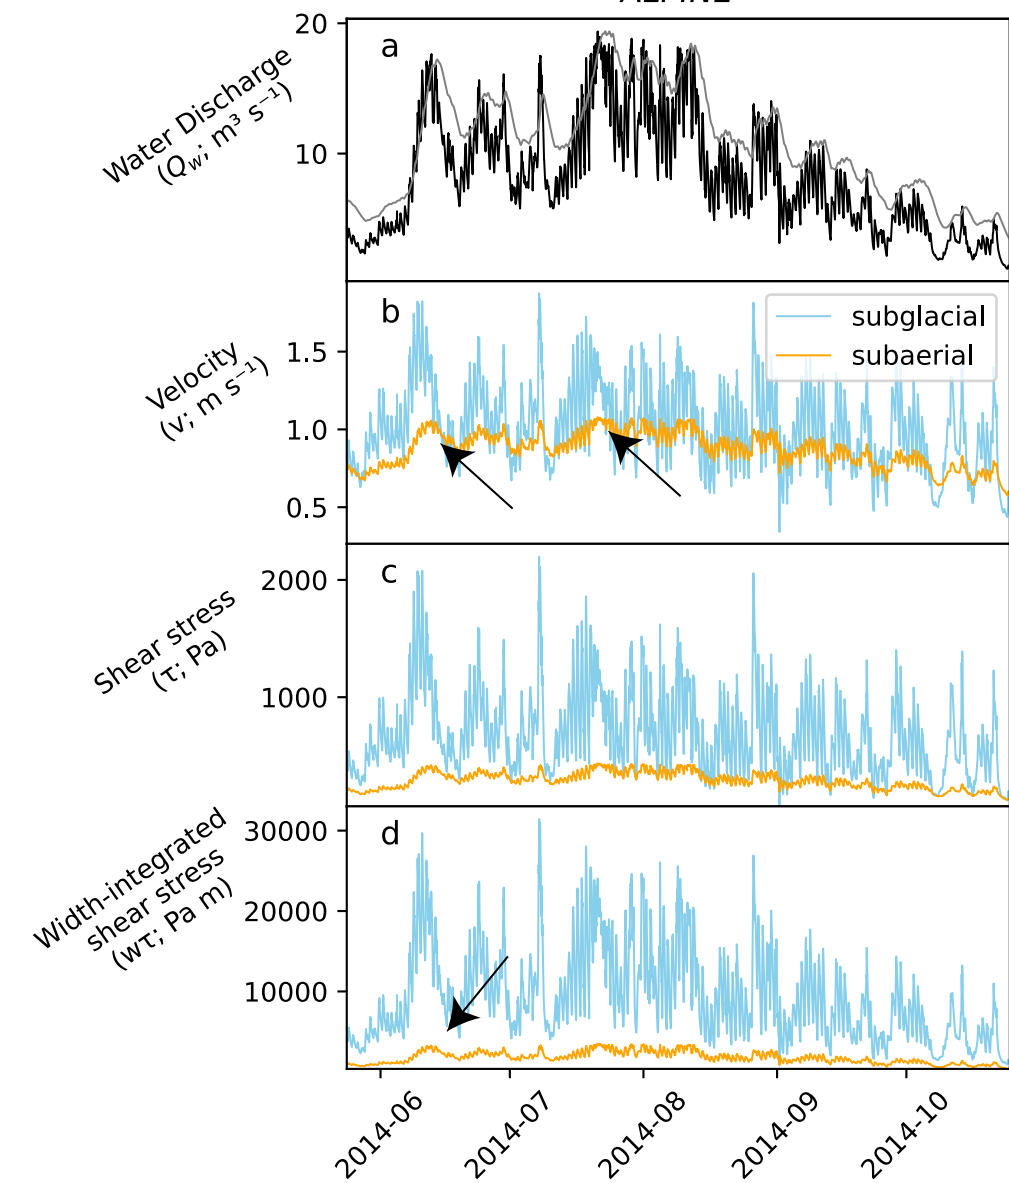 20
10
Water Discharge
(Qw; m³ s⁻¹)
a
1.5
1.0
0.5
Velocity
(v; m s⁻¹)
b
subglacial
subaerial
2000
1000
Shear stress
(τ; Pa)
c
30000
20000
10000
Width-integrated
shear stress
(wτ; Pa m)
d
2014-06
2014-07
2014-08
2014-09
2014-10